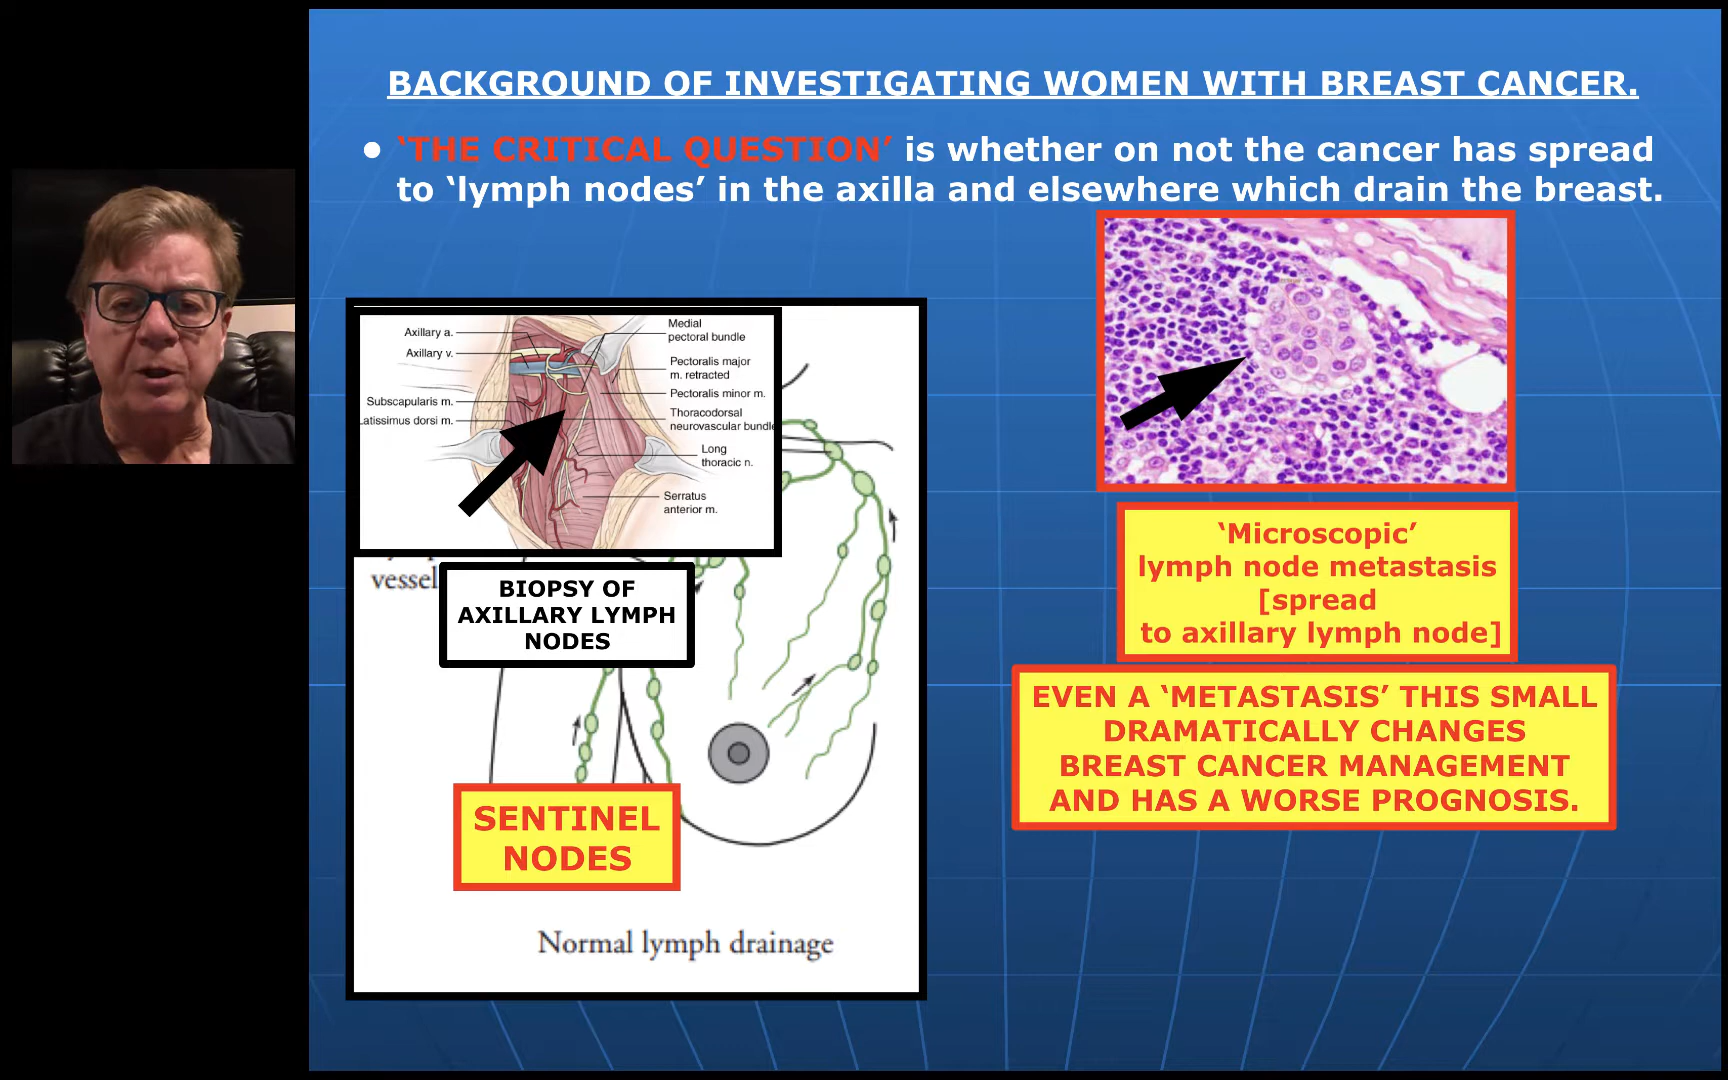 BACKGROUND OF INVESTIGATING WOMEN WITH BREAST CANCER.
• ‘THE CRITICAL QUESTION’ is whether on not the cancer has spread
to ‘lymph nodes’ in the axilla and elsewhere which drain the breast.
Axillary a.
Axillary v.
Subscapularis m.
atissimus dorsi m.
Medial
pectoral bundle
Pectoralis major
m. retracted
Pectoralis minor m.
Thoracodorsal
neurovascular bundle
Long
thoracic n.
Serratus
anterior m.
vessel
BIOPSY OF
AXILLARY LYMPH
NODES
SENTINEL
NODES
Normal lymph drainage
‘Microscopic’
lymph node metastasis
[spread
to axillary lymph node]
EVEN A ‘METASTASIS’ THIS SMALL
DRAMATICALLY CHANGES
BREAST CANCER MANAGEMENT
AND HAS A WORSE PROGNOSIS.